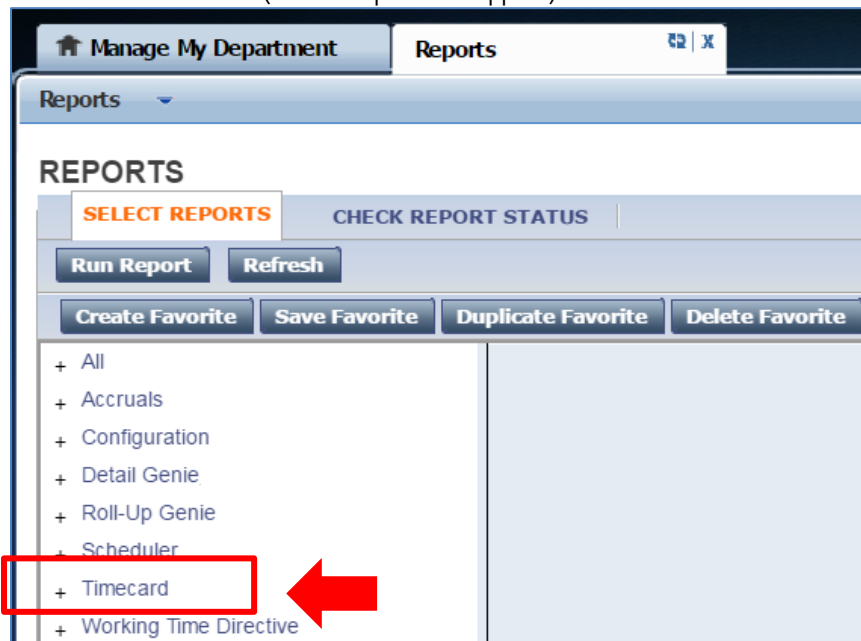 Manage My Department Reports X
Reports
REPORTS
SELECT REPORTS CHECK REPORT STATUS
Run Report Refresh
Create Favorite Save Favorite Duplicate Favorite Delete Favorite
+ All
+ Accruals
+ Configuration
+ Detail Genie
+ Roll-Up Genie
+ Scheduler
+ Timecard
+ Working Time Directive